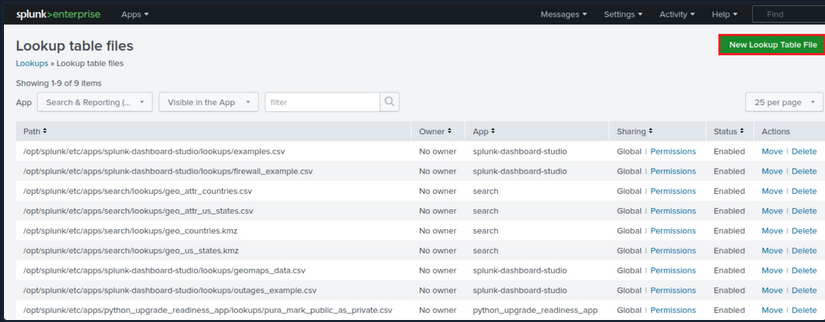 splunk>enterprise Apps Messages Settings Activity Help Find
Lookup table files New Lookup Table File
Lookups » Lookup table files
Showing 1-9 of 9 items
App Search & Reporting (... Visible in the App filter 25 per page
Path Owner App Sharing Status Actions
/opt/splunk/etc/apps/splunk-dashboard-studio/lookups/examples.csv No owner splunk-dashboard-studio Global | Permissions Enabled Move | Delete
/opt/splunk/etc/apps/splunk-dashboard-studio/lookups/firewall_example.csv No owner splunk-dashboard-studio Global | Permissions Enabled Move | Delete
/opt/splunk/etc/apps/search/lookups/geo_attr_countries.csv No owner search Global | Permissions Enabled Move | Delete
/opt/splunk/etc/apps/search/lookups/geo_attr_us_states.csv No owner search Global | Permissions Enabled Move | Delete
/opt/splunk/etc/apps/search/lookups/geo_countries.kmz No owner search Global | Permissions Enabled Move | Delete
/opt/splunk/etc/apps/search/lookups/geo_us_states.kmz No owner search Global | Permissions Enabled Move | Delete
/opt/splunk/etc/apps/splunk-dashboard-studio/lookups/geomaps_data.csv No owner splunk-dashboard-studio Global | Permissions Enabled Move | Delete
/opt/splunk/etc/apps/splunk-dashboard-studio/lookups/outages_example.csv No owner splunk-dashboard-studio Global | Permissions Enabled Move | Delete
/opt/splunk/etc/apps/python_upgrade_readiness_app/lookups/pura_mark_public_as_private.csv No owner python_upgrade_readiness_app Global | Permissions Enabled Move | Delete